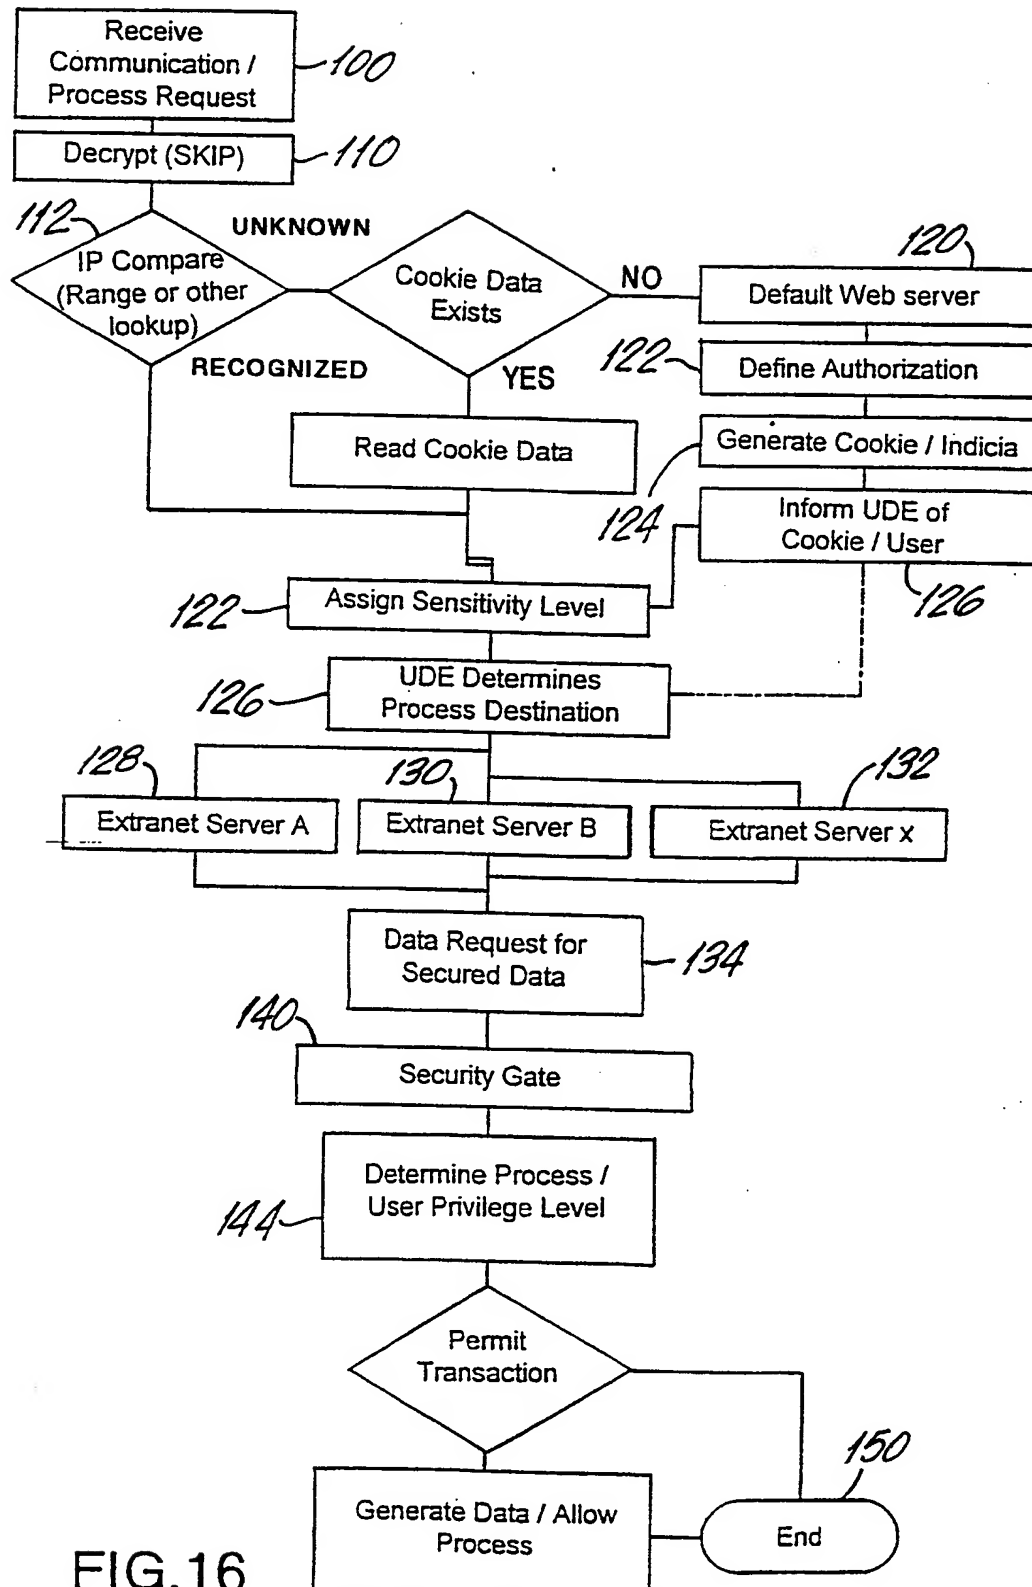 Receive
Communication /
Process Request
100
Decrypt (SKIP)
110
112
UNKNOWN
IP Compare
(Range or other
lookup)
RECOGNIZED
Cookie Data
Exists
NO
YES
120
Default Web server
122
Define Authorization
Read Cookie Data
Generate Cookie / Indicia
124
Inform UDE of
Cookie / User
126
122
Assign Sensitivity Level
126
UDE Determines
Process Destination
128
130
132
Extranet Server A
Extranet Server B
Extranet Server x
Data Request for
Secured Data
134
140
Security Gate
Determine Process /
User Privilege Level
144
Permit
Transaction
150
Generate Data / Allow
Process
End
FIG.16